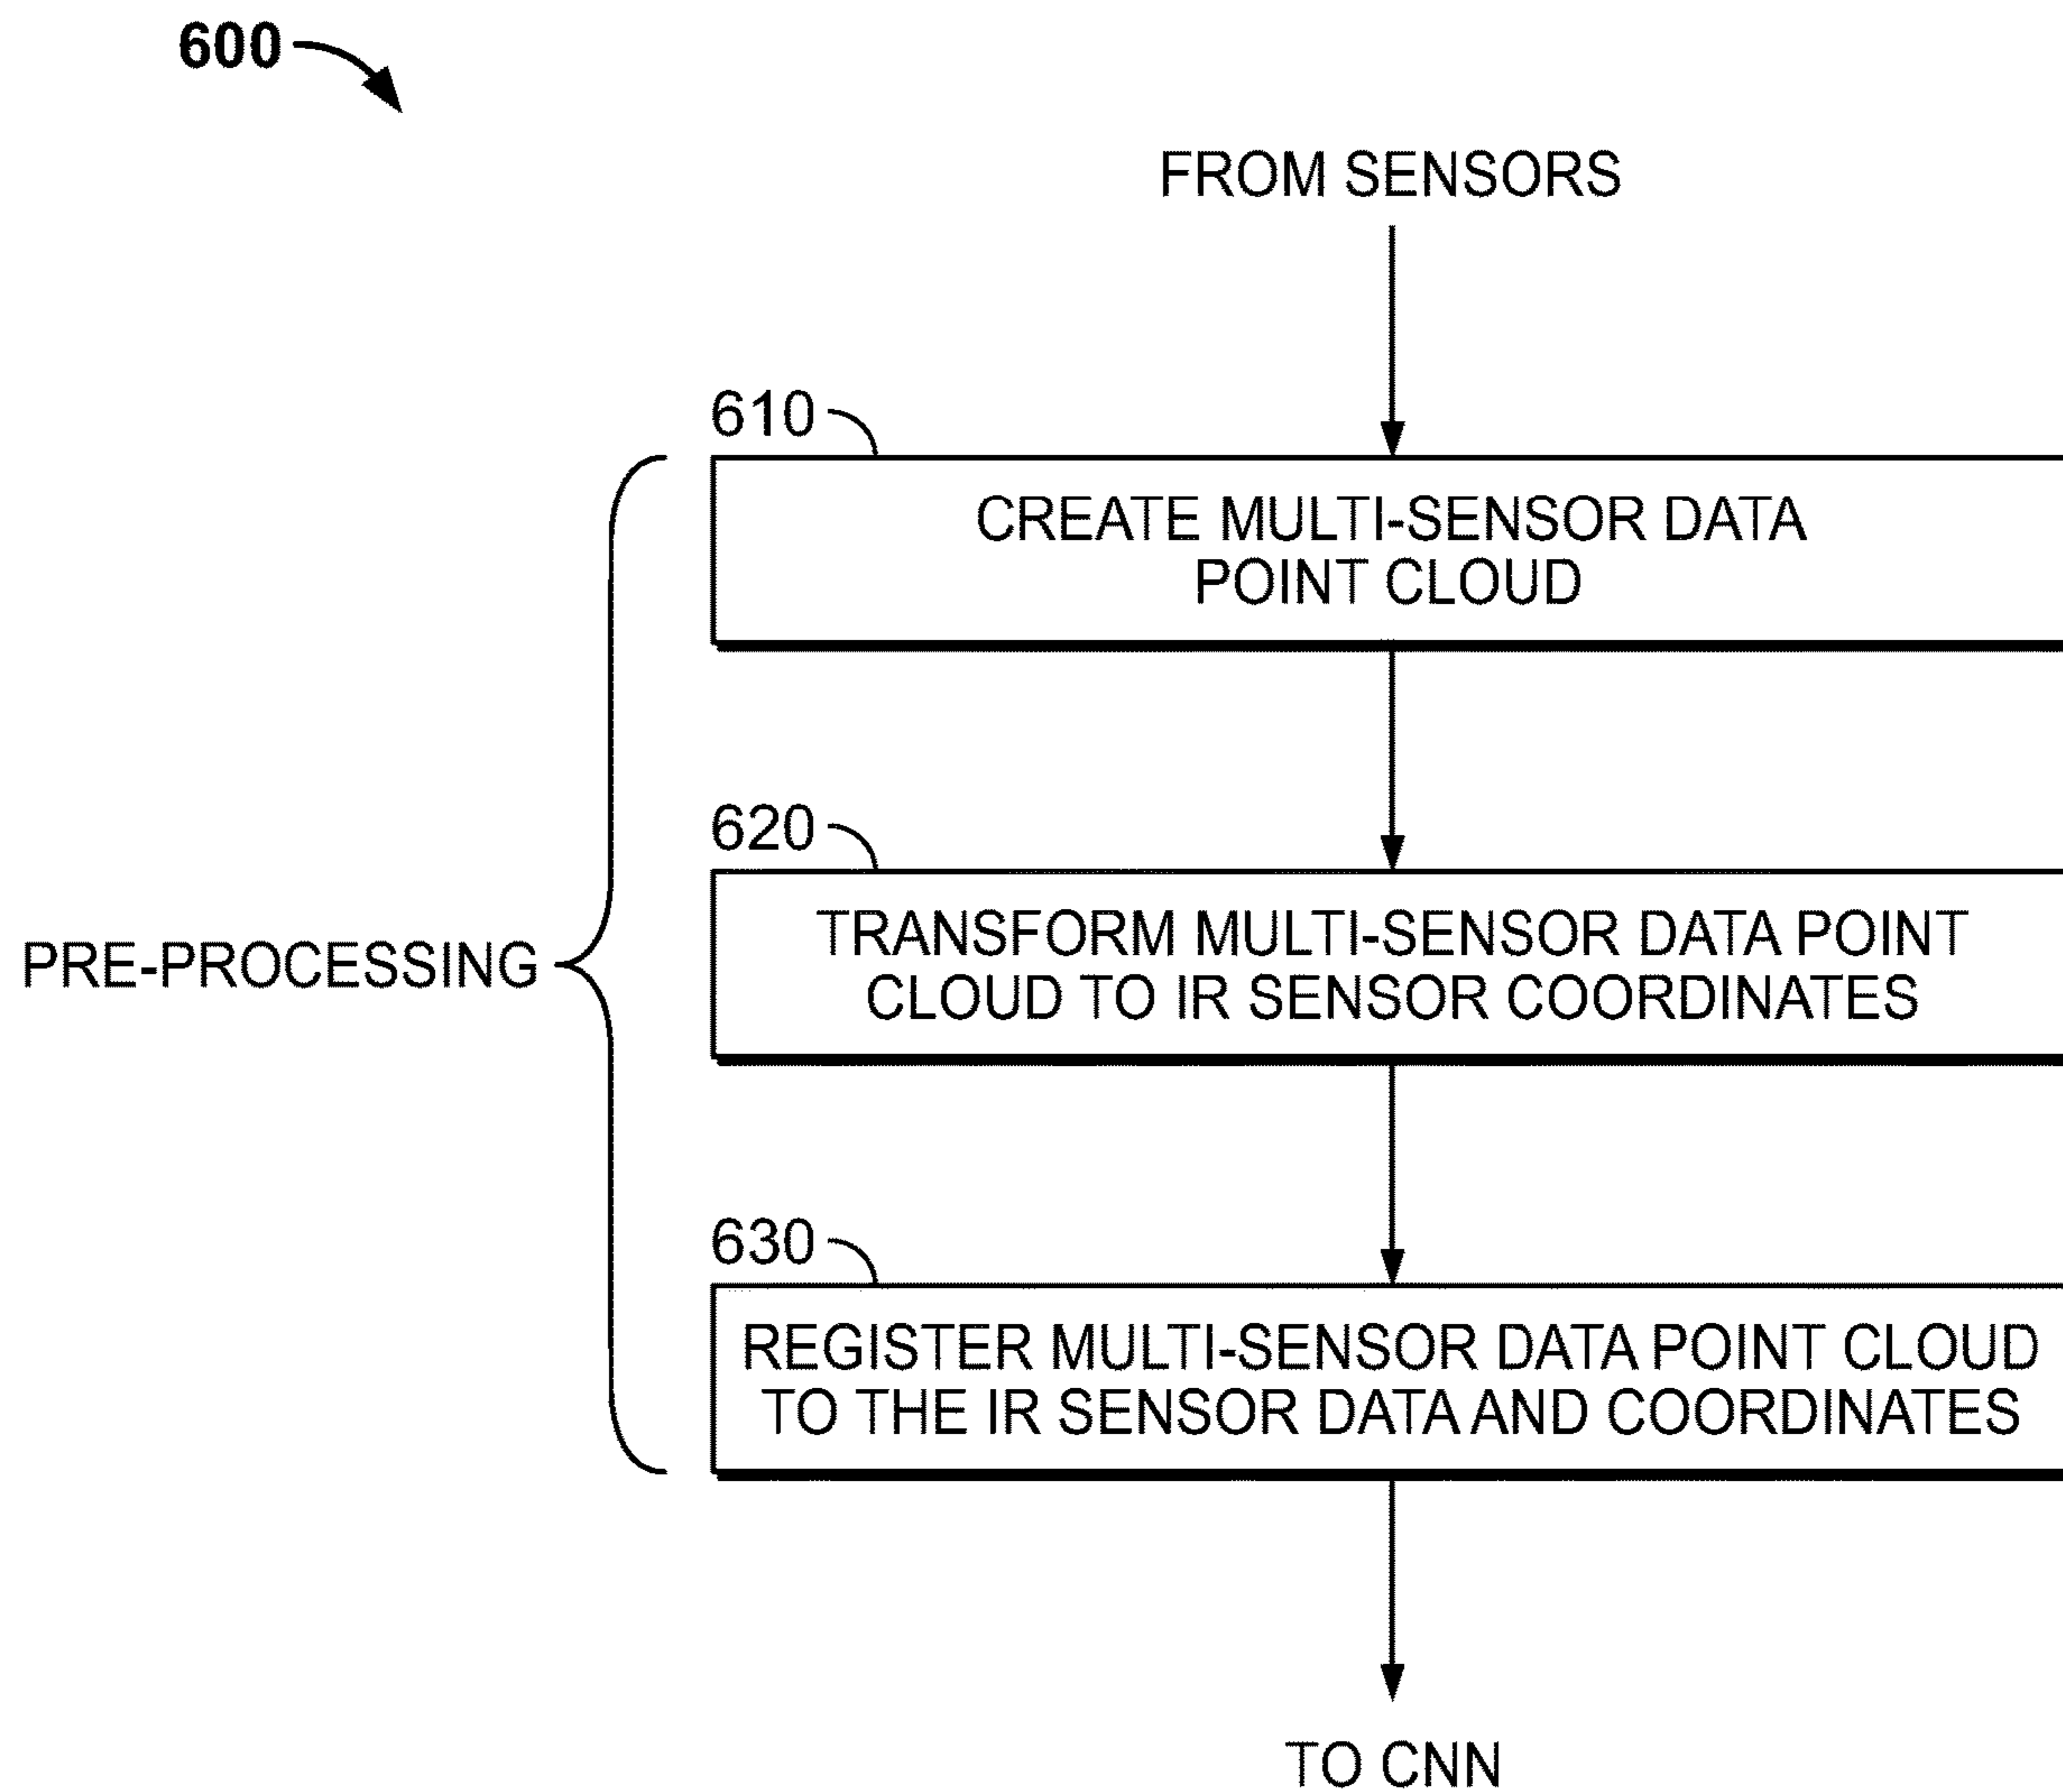 600
FROM SENSORS
610
CREATE MULTI-SENSOR DATA
POINT CLOUD
620
TRANSFORM MULTI-SENSOR DATA POINT
CLOUD TO IR SENSOR COORDINATES
PRE-PROCESSING
630
REGISTER MULTI-SENSOR DATA POINT CLOUD
TO THE IR SENSOR DATA AND COORDINATES
TO CNN